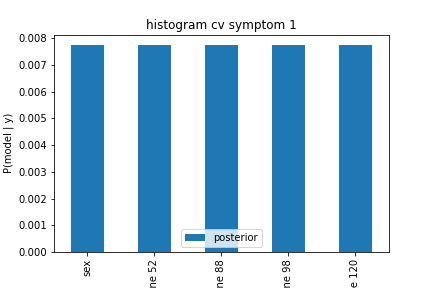 histogram cv symptom 1
P(model | y)
0.008
0.007
0.006
0.005
0.004
0.003
0.002
0.001
0.000
posterior
sex
ne 52
ne 88
ne 98
e 120